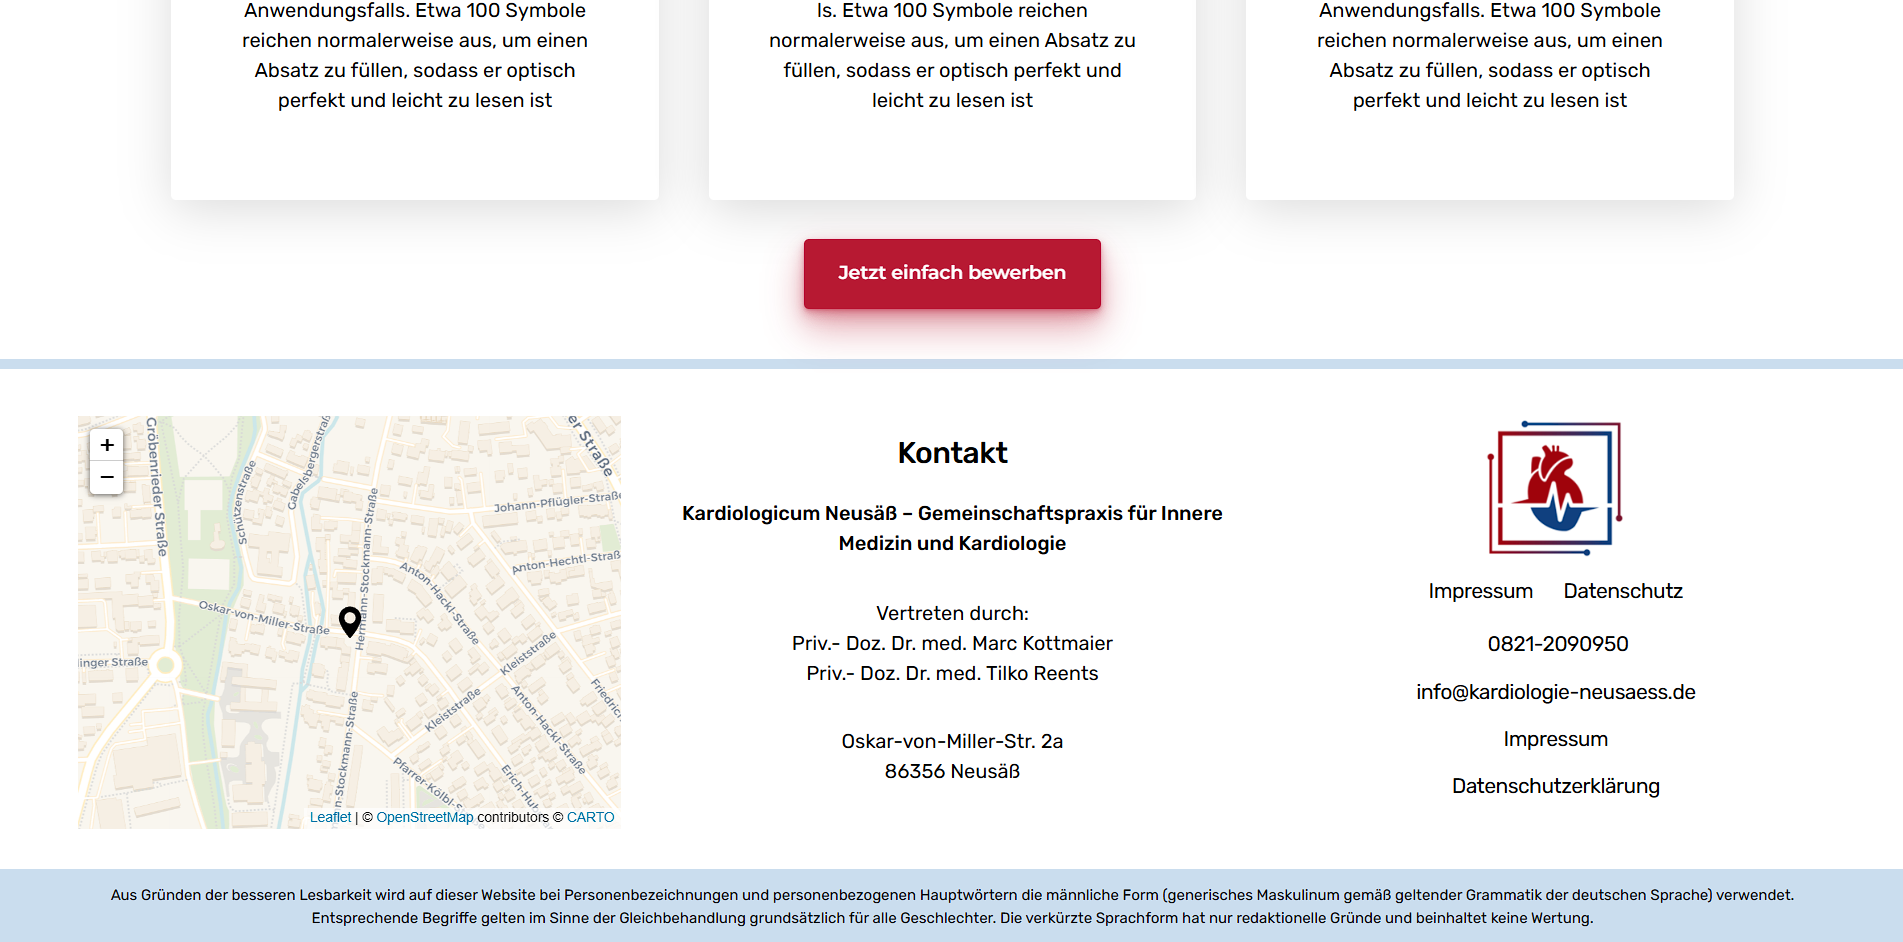 Anwendungsfalls. Etwa 100 Symbole
reichen normalerweise aus, um einen
Absatz zu füllen, sodass er optisch
perfekt und leicht zu lesen ist
ls. Etwa 100 Symbole reichen
normalerweise aus, um einen Absatz zu
füllen, sodass er optisch perfekt und
leicht zu lesen ist
Anwendungsfalls. Etwa 100 Symbole
reichen normalerweise aus, um einen
Absatz zu füllen, sodass er optisch
perfekt und leicht zu lesen ist
Jetzt einfach bewerben
+
−
Gröbenrieder Straße
Schützenstraße
Gabelsbergerstraß
Hermann-Stockmann-Straße
er Straße
Johann-Pflügler-Straße
Anton-Hechtl-Straß
Anton-Hackl-Straße
Oskar-von-Miller-Straße
inger Straße
Kleiststraße
Kleiststraße
Anton-Hackl-Straße
Friedric
n-Stockmann-Straße
Pfarrer-Kölbl-S
Erich-Hub
Leaflet | © OpenStreetMap contributors © CARTO
Kontakt
Kardiologicum Neusäß – Gemeinschaftspraxis für Innere
Medizin und Kardiologie
Vertreten durch:
Priv.- Doz. Dr. med. Marc Kottmaier
Priv.- Doz. Dr. med. Tilko Reents
Oskar-von-Miller-Str. 2a
86356 Neusäß
Impressum Datenschutz
0821-2090950
info@kardiologie-neusaess.de
Impressum
Datenschutzerklärung
Aus Gründen der besseren Lesbarkeit wird auf dieser Website bei Personenbezeichnungen und personenbezogenen Hauptwörtern die männliche Form (generisches Maskulinum gemäß geltender Grammatik der deutschen Sprache) verwendet.
Entsprechende Begriffe gelten im Sinne der Gleichbehandlung grundsätzlich für alle Geschlechter. Die verkürzte Sprachform hat nur redaktionelle Gründe und beinhaltet keine Wertung.